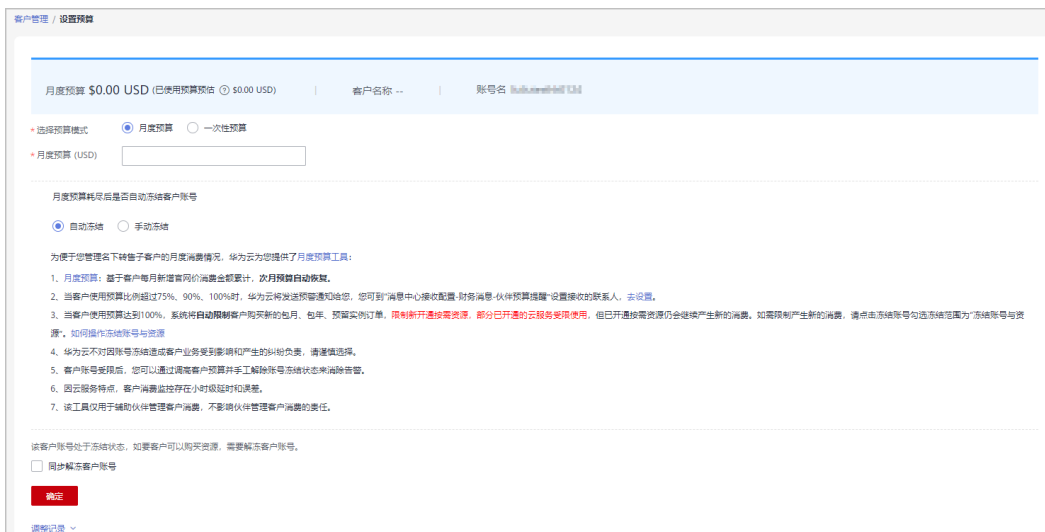 客户管理 / 设置预算
月度预算 $0.00 USD (已使用预算预估 ? $0.00 USD) 客户名称 -- 账号名
* 选择预算模式 月度预算 一次性预算
* 月度预算 (USD)
月度预算耗尽后是否自动冻结客户账号
自动冻结 手动冻结
为便于您管理名下转售子客户的月度消费情况，华为云为您提供了月度预算工具：
1、月度预算：基于客户每月新增官网价消费金额累计，次月预算自动恢复。
2、当客户使用预算比例超过75%、90%、100%时，华为云将发送预警通知给您，您可到"消息中心接收配置-财务消息-伙伴预算提醒"设置接收的联系人，去设置。
3、当客户使用预算达到100%，系统将自动限制客户购买新的包月、包年、预留实例订单，限制新开通按需资源，部分已开通的云服务受限使用，但已开通按需资源仍会继续产生新的消费。如需限制产生新的消费，请点击冻结账号勾选冻结范围为"冻结账号与资
源"。如何操作冻结账号与资源
4、华为云不对因账号冻结造成客户业务受到影响和产生的纠纷负责，请谨慎选择。
5、客户账号受限后，您可以通过调高客户预算并手工解除账号冻结状态来消除告警。
6、因云服务特点，客户消费监控存在小时级延时和误差。
7、该工具仅用于辅助伙伴管理客户消费，不影响伙伴管理客户消费的责任。
该客户账号处于冻结状态，如要客户可以购买资源，需要解冻客户账号。
同步解冻客户账号
确定
调整记录